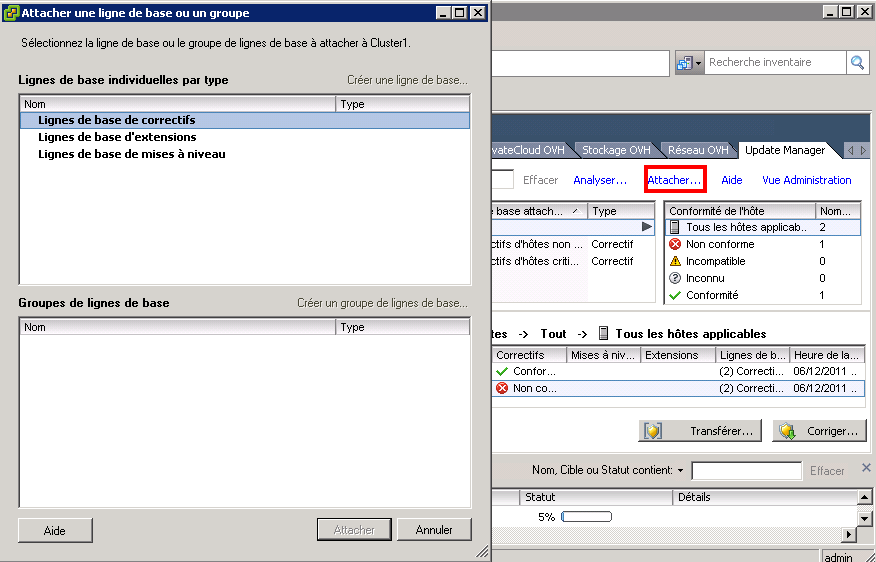 Attacher une ligne de base ou un groupe
Sélectionnez la ligne de base ou le groupe de lignes de base à attacher à Cluster1.
Lignes de base individuelles par type
Créer une ligne de base...
Nom
Type
Lignes de base de correctifs
Lignes de base d'extensions
Lignes de base de mises à niveau
Groupes de lignes de base
Créer un groupe de lignes de base...
Nom
Type
Aide
Attacher
Annuler
Recherche inventaire
vateCloud OVH
Stockage OVH
Réseau OVH
Update Manager
Effacer
Analyser...
Attacher...
Aide
Vue Administration
base attach...
Type
ctifs d'hôtes non ...
Correctif
ctifs d'hôtes criti...
Correctif
Conformité de l'hôte
Nom...
Tous les hôtes applicab..
2
Non conforme
1
Incompatible
0
Inconnu
0
Conformité
1
tes -> Tout -> Tous les hôtes applicables
Correctifs
Mises à niv...
Extensions
Lignes de b...
Heure de la...
Confor...
(2) Correcti...
06/12/2011 ..
Non co...
(2) Correcti...
06/12/2011 ..
Transférer...
Corriger...
Nom, Cible ou Statut contient:
Effacer
Statut
Détails
5%
admin